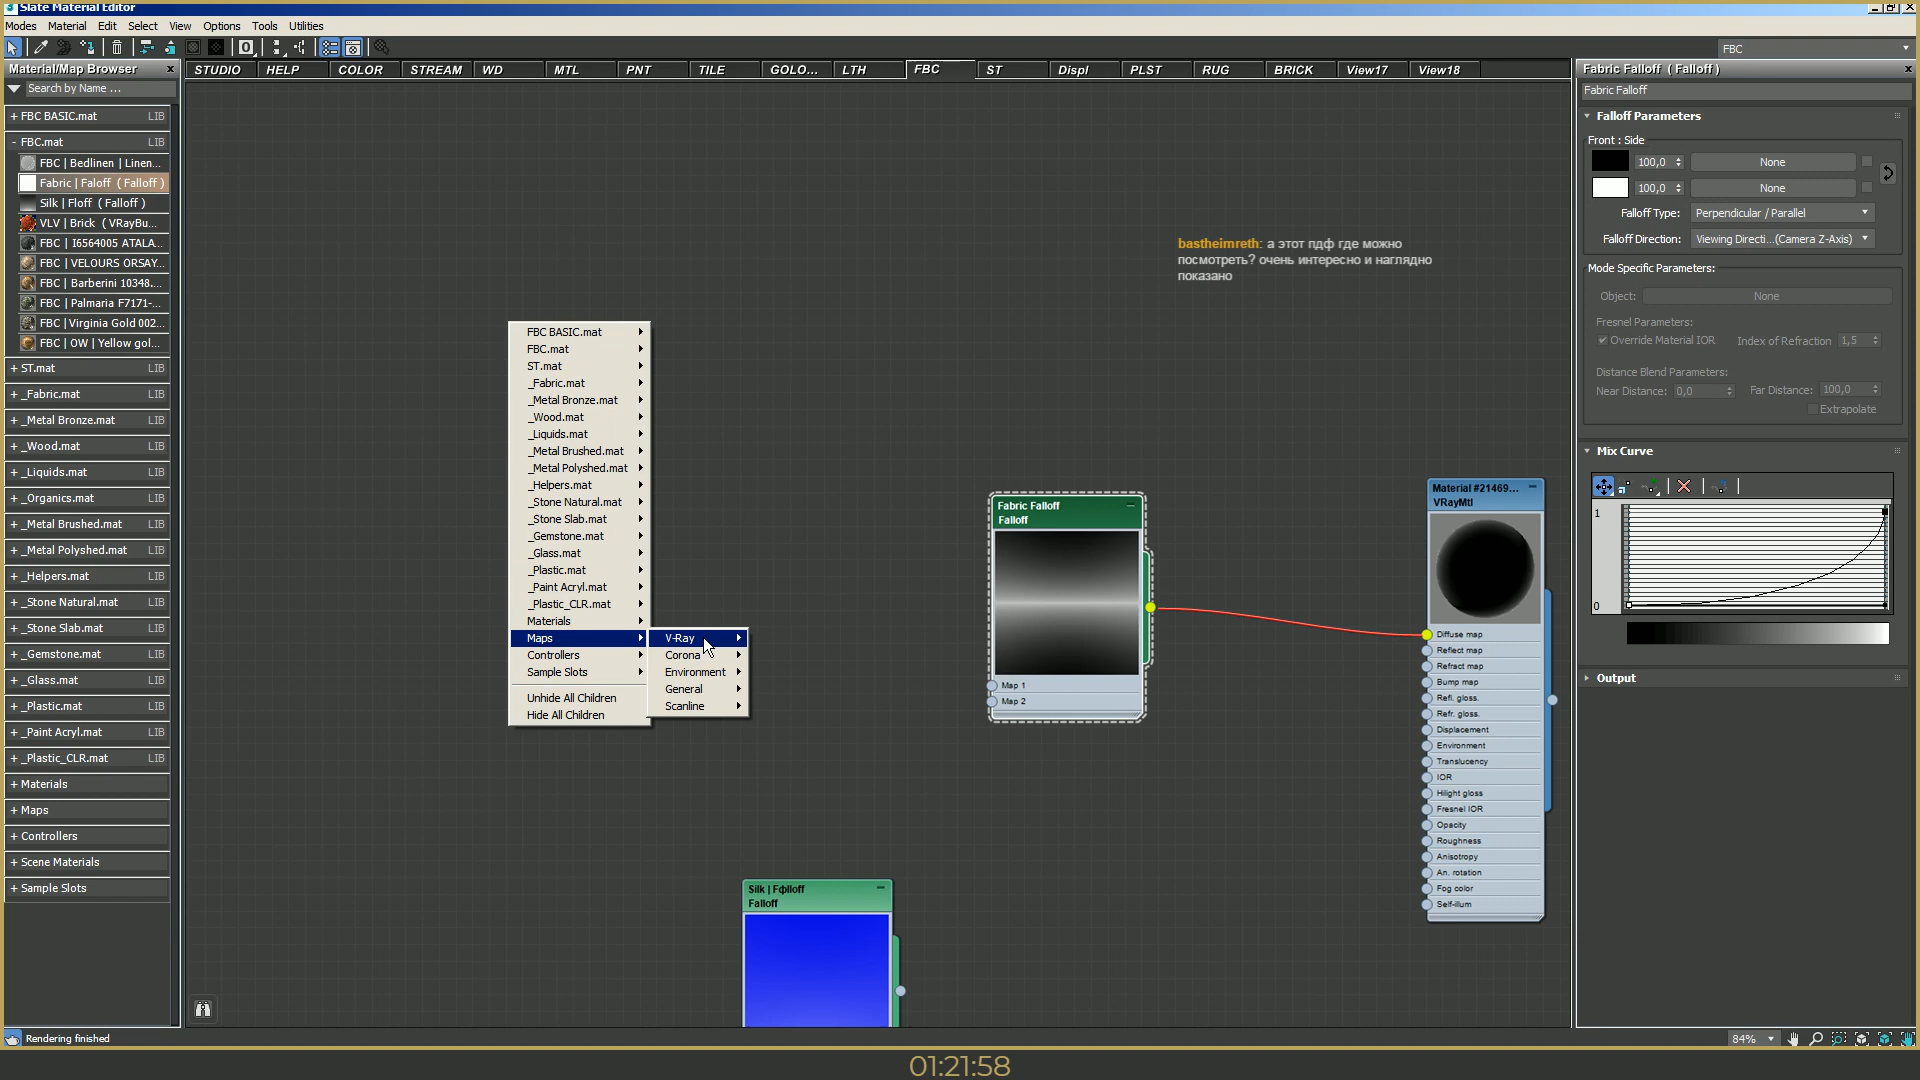 Slate Material Editor
Modes Material Edit Select View Options Tools Utilities
FBC
Material/Map Browser
Search by Name ...
+ FBC BASIC.mat LIB
- FBC.mat LIB
FBC | Bedlinen | Linen...
Fabric | Faloff ( Falloff )
Silk | Floff ( Falloff )
VLV | Brick ( VRayBu...
FBC | I6564005 ATALA...
FBC | VELOURS ORSAY...
FBC | Barberini 10348....
FBC | Palmaria F7171-...
FBC | Virginia Gold 002...
FBC | OW | Yellow gol...
+ ST.mat LIB
+ _Fabric.mat LIB
+ _Metal Bronze.mat LIB
+ _Wood.mat LIB
+ _Liquids.mat LIB
+ _Organics.mat LIB
+ _Metal Brushed.mat LIB
+ _Metal Polyshed.mat LIB
+ _Helpers.mat LIB
+ _Stone Natural.mat LIB
+ _Stone Slab.mat LIB
+ _Gemstone.mat LIB
+ _Glass.mat LIB
+ _Plastic.mat LIB
+ _Paint Acryl.mat LIB
+ _Plastic_CLR.mat LIB
+ Materials
+ Maps
+ Controllers
+ Scene Materials
+ Sample Slots
STUDIO HELP COLOR STREAM WD MTL PNT TILE GOLO... LTH FBC ST Displ PLST RUG BRICK View17 View18
bastheimreth: а этот пдф где можно
посмотреть? очень интересно и наглядно
показано
FBC BASIC.mat
FBC.mat
ST.mat
_Fabric.mat
_Metal Bronze.mat
_Wood.mat
_Liquids.mat
_Metal Brushed.mat
_Metal Polyshed.mat
_Helpers.mat
_Stone Natural.mat
_Stone Slab.mat
_Gemstone.mat
_Glass.mat
_Plastic.mat
_Paint Acryl.mat
_Plastic_CLR.mat
Materials
Maps
Controllers
Sample Slots
Unhide All Children
Hide All Children
V-Ray
Corona
Environment
General
Scanline
Fabric Falloff
Falloff
Map 1
Map 2
Silk | Fфlloff
Falloff
Material #21469...
VRayMtl
Diffuse map
Reflect map
Refract map
Bump map
Refl. gloss.
Refr. gloss.
Displacement
Environment
Translucency
IOR
Hilight gloss
Fresnel IOR
Opacity
Roughness
Anisotropy
An. rotation
Fog color
Self-illum
Fabric Falloff ( Falloff )
Fabric Falloff
Falloff Parameters
Front : Side
100,0 None
100,0 None
Falloff Type: Perpendicular / Parallel
Falloff Direction: Viewing Directi...(Camera Z-Axis)
Mode Specific Parameters:
Object: None
Fresnel Parameters:
Override Material IOR Index of Refraction 1,5
Distance Blend Parameters:
Near Distance: 0,0 Far Distance: 100,0
Extrapolate
Mix Curve
1
0
Output
Rendering finished
84%
01:21:58